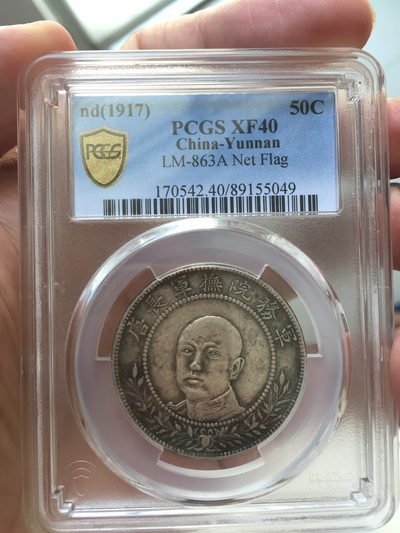 nd(1917) 50C
PCGS XF40
China-Yunnan
LM-863A Net Flag
PCGS
170542.40/89155049
軍務院撫軍長唐